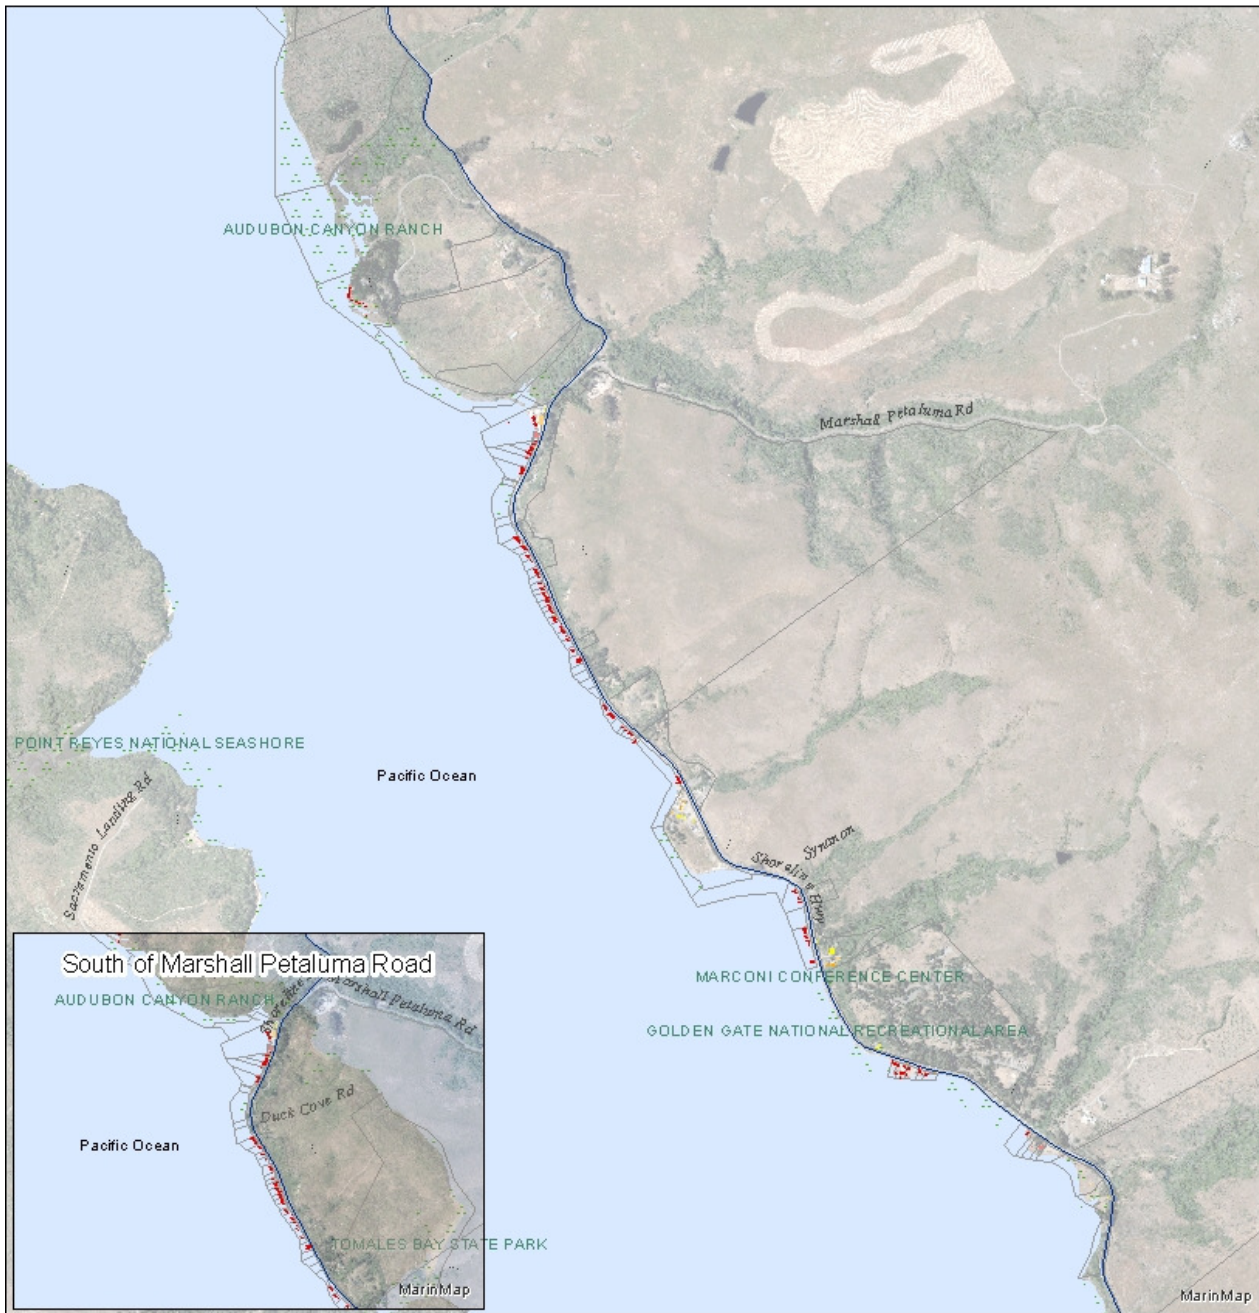 AUDUBON CANYON RANCH
Marshall Petaluma Rd
POINT REYES NATIONAL SEASHORE
Pacific Ocean
Sacramento Landing Rd
Synanon
Shoreline Hwy
MARCONI CONFERENCE CENTER
GOLDEN GATE NATIONAL RECREATIONAL AREA
MarinMap
South of Marshall Petaluma Road
AUDUBON CANYON RANCH
Shoreline
Marshall Petaluma Rd
Duck Cove Rd
Pacific Ocean
TOMALES BAY STATE PARK
MarinMap